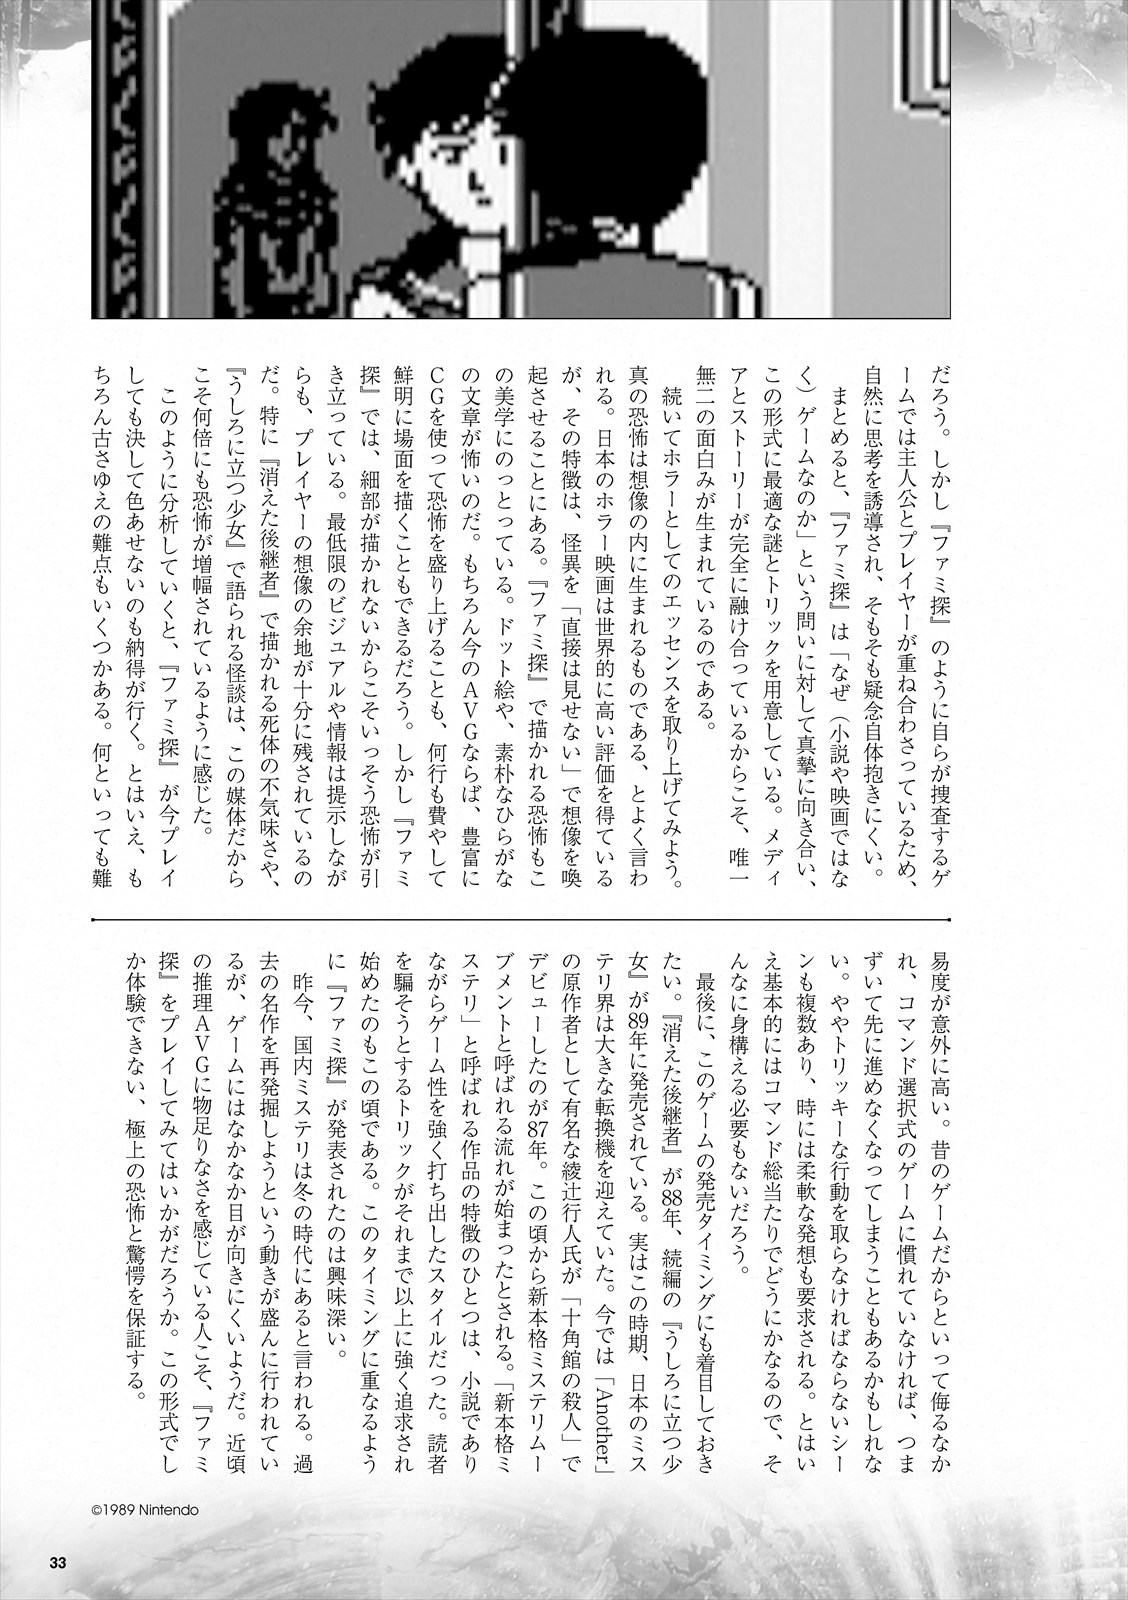 だろう。しかし『ファミ探』のように自らが捜査するゲ
ームでは主人公とプレイヤーが重ね合わさっているため、
自然に思考を誘導され、そもそも疑念自体抱きにくい。
　まとめると、『ファミ探』は「なぜ（小説や映画ではな
く）ゲームなのか」という問いに対して真摯に向き合い、
この形式に最適な謎とトリックを用意している。メディ
アとストーリーが完全に融け合っているからこそ、唯一
無二の面白みが生まれているのである。
　続いてホラーとしてのエッセンスを取り上げてみよう。
真の恐怖は想像の内に生まれるものである、とよく言わ
れる。日本のホラー映画は世界的に高い評価を得ている
が、その特徴は、怪異を「直接は見せない」で想像を喚
起させることにある。『ファミ探』で描かれる恐怖もこ
の美学にのっとっている。ドット絵や、素朴なひらがな
の文章が怖いのだ。もちろん今のＡＶＧならば、豊富に
ＣＧを使って恐怖を盛り上げることも、何行も費やして
鮮明に場面を描くこともできるだろう。しかし『ファミ
探』では、細部が描かれないからこそいっそう恐怖が引
き立っている。最低限のビジュアルや情報は提示しなが
らも、プレイヤーの想像の余地が十分に残されているの
だ。特に『消えた後継者』で描かれる死体の不気味さや、
『うしろに立つ少女』で語られる怪談は、この媒体だから
こそ何倍にも恐怖が増幅されているように感じた。
　このように分析していくと、『ファミ探』が今プレイ
しても決して色あせないのも納得が行く。とはいえ、も
ちろん古さゆえの難点もいくつかある。何といっても難
易度が意外に高い。昔のゲームだからといって侮るなか
れ、コマンド選択式のゲームに慣れていなければ、つま
ずいて先に進めなくなってしまうこともあるかもしれな
い。ややトリッキーな行動を取らなければならないシー
ンも複数あり、時には柔軟な発想も要求される。とはい
え基本的にはコマンド総当たりでどうにかなるので、そ
んなに身構える必要もないだろう。
　最後に、このゲームの発売タイミングにも着目しておき
たい。『消えた後継者』が88年、続編の『うしろに立つ少
女』が89年に発売されている。実はこの時期、日本のミス
テリ界は大きな転換機を迎えていた。今では「Another」
の原作者として有名な綾辻行人氏が「十角館の殺人」で
デビューしたのが87年。この頃から新本格ミステリムー
ブメントと呼ばれる流れが始まったとされる。「新本格ミ
ステリ」と呼ばれる作品の特徴のひとつは、小説であり
ながらゲーム性を強く打ち出したスタイルだった。読者
を騙そうとするトリックがそれまで以上に強く追求され
始めたのもこの頃である。このタイミングに重なるよう
に『ファミ探』が発表されたのは興味深い。
　昨今、国内ミステリは冬の時代にあると言われる。過
去の名作を再発掘しようという動きが盛んに行われてい
るが、ゲームにはなかなか目が向きにくいようだ。近頃
の推理ＡＶＧに物足りなさを感じている人こそ、『ファミ
探』をプレイしてみてはいかがだろうか。この形式でし
か体験できない、極上の恐怖と驚愕を保証する。
©1989 Nintendo
33